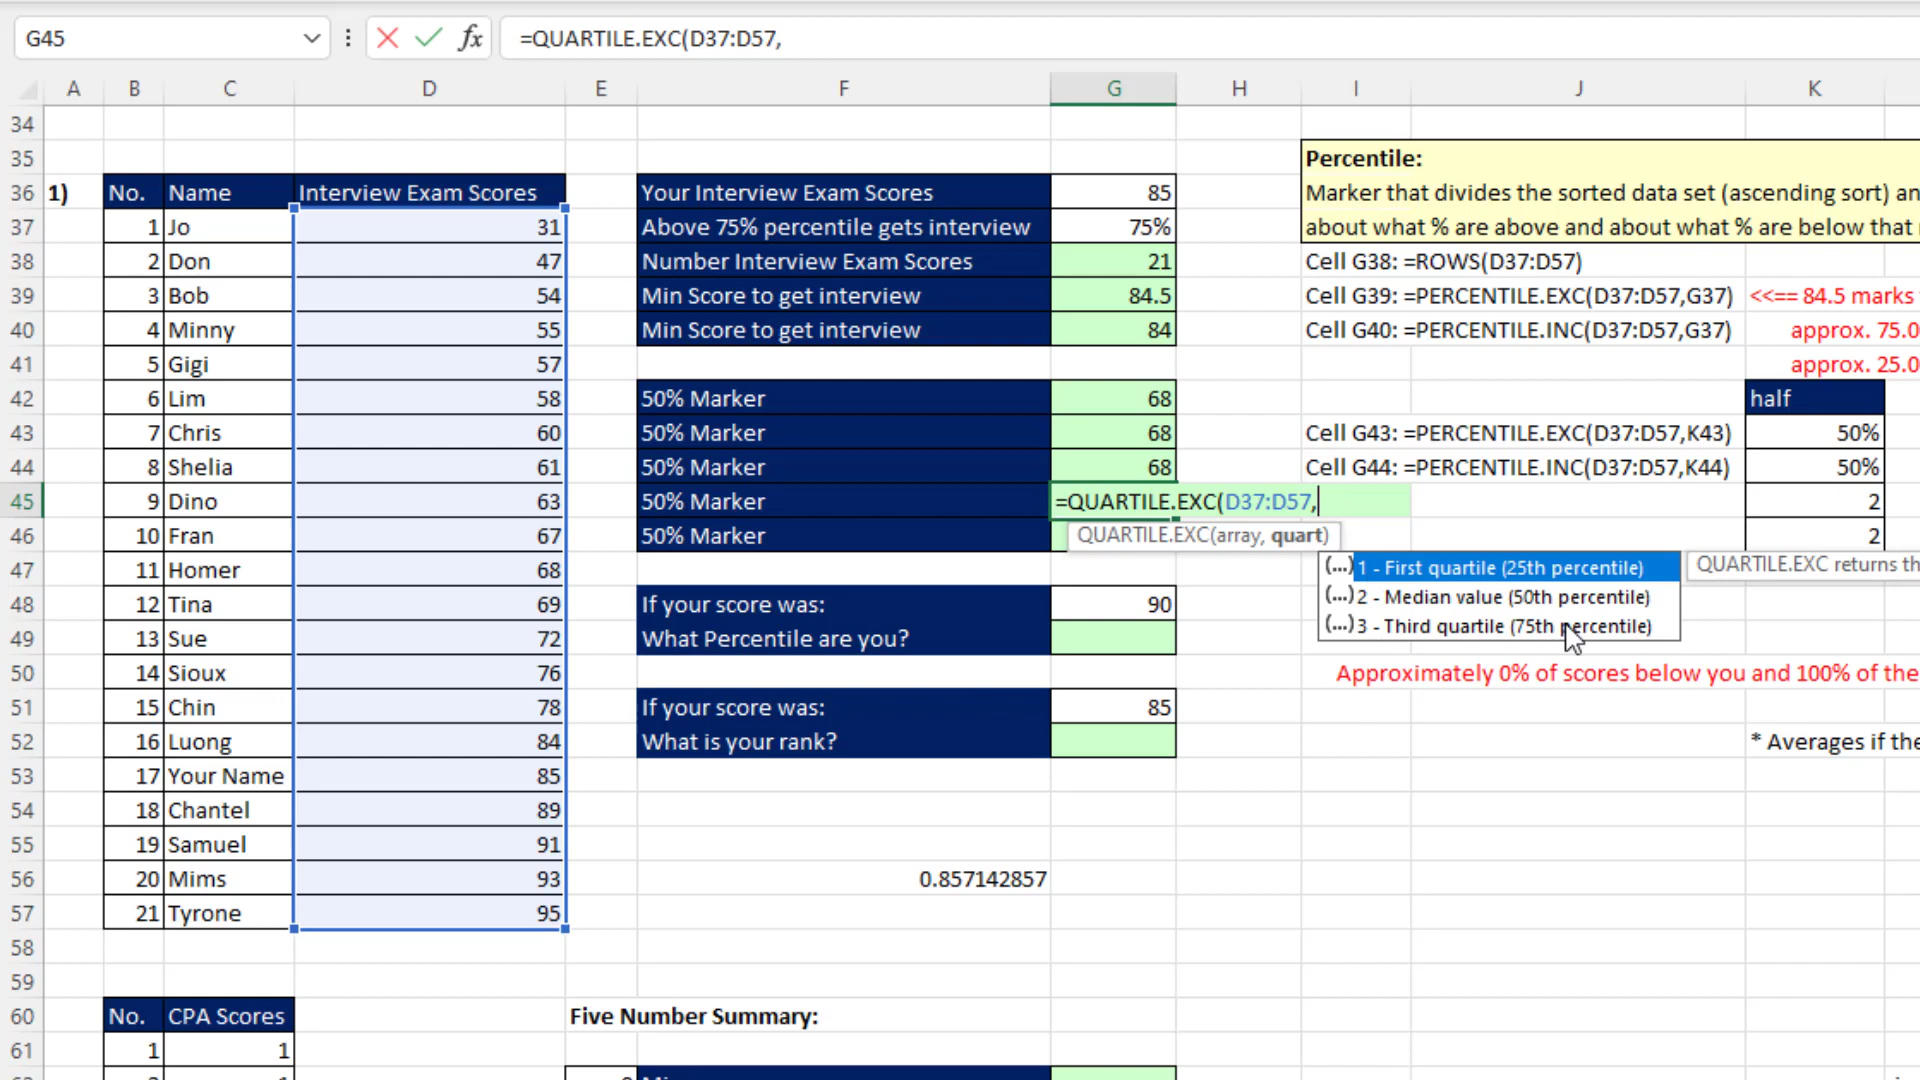 G45
fx
=QUARTILE.EXC(D37:D57,
A B C D E F G H I J K
34
35 Percentile:
36 1) No. Name Interview Exam Scores Your Interview Exam Scores 85 Marker that divides the sorted data set (ascending sort) an
37 1 Jo 31 Above 75% percentile gets interview 75% about what % are above and about what % are below that
38 2 Don 47 Number Interview Exam Scores 21 Cell G38: =ROWS(D37:D57)
39 3 Bob 54 Min Score to get interview 84.5 Cell G39: =PERCENTILE.EXC(D37:D57,G37) <<== 84.5 marks
40 4 Minny 55 Min Score to get interview 84 Cell G40: =PERCENTILE.INC(D37:D57,G37) approx. 75.0
41 5 Gigi 57 approx. 25.0
42 6 Lim 58 50% Marker 68 half
43 7 Chris 60 50% Marker 68 Cell G43: =PERCENTILE.EXC(D37:D57,K43) 50%
44 8 Shelia 61 50% Marker 68 Cell G44: =PERCENTILE.INC(D37:D57,K44) 50%
45 9 Dino 63 50% Marker =QUARTILE.EXC(D37:D57, 2
46 10 Fran 67 50% Marker QUARTILE.EXC(array, quart) 2
47 11 Homer 68 (...) 1 - First quartile (25th percentile) QUARTILE.EXC returns th
48 12 Tina 69 If your score was: 90 (...) 2 - Median value (50th percentile)
49 13 Sue 72 What Percentile are you? (...) 3 - Third quartile (75th percentile)
50 14 Sioux 76 Approximately 0% of scores below you and 100% of the
51 15 Chin 78 If your score was: 85
52 16 Luong 84 What is your rank? * Averages if the
53 17 Your Name 85
54 18 Chantel 89
55 19 Samuel 91
56 20 Mims 93 0.857142857
57 21 Tyrone 95
58
59
60 No. CPA Scores Five Number Summary:
61 1 1